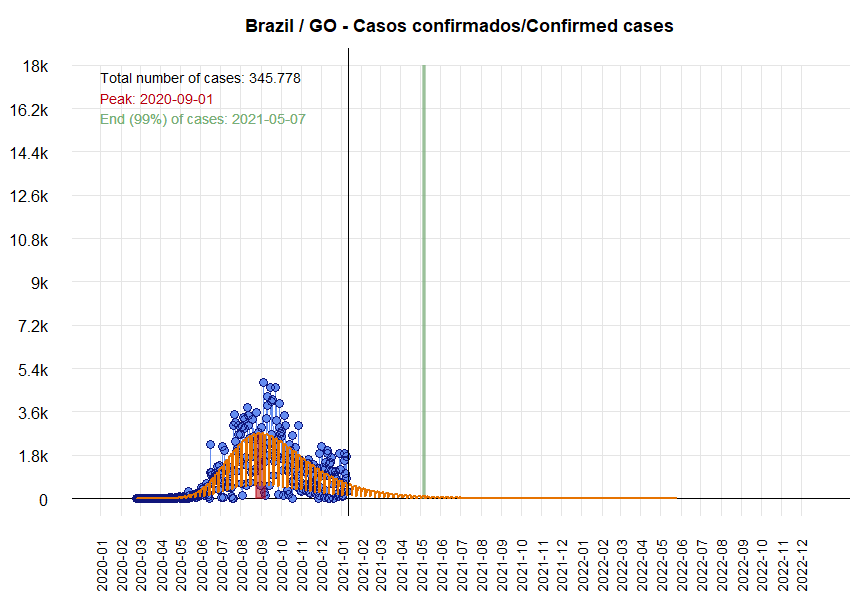 Brazil / GO - Casos confirmados/Confirmed cases
18k
16.2k
14.4k
12.6k
10.8k
9k
7.2k
5.4k
3.6k
1.8k
0
Total number of cases: 345.778
Peak: 2020-09-01
End (99%) of cases: 2021-05-07
2020-01
2020-02
2020-03
2020-04
2020-05
2020-06
2020-07
2020-08
2020-09
2020-10
2020-11
2020-12
2021-01
2021-02
2021-03
2021-04
2021-05
2021-06
2021-07
2021-08
2021-09
2021-10
2021-11
2021-12
2022-01
2022-02
2022-03
2022-04
2022-05
2022-06
2022-07
2022-08
2022-09
2022-10
2022-11
2022-12